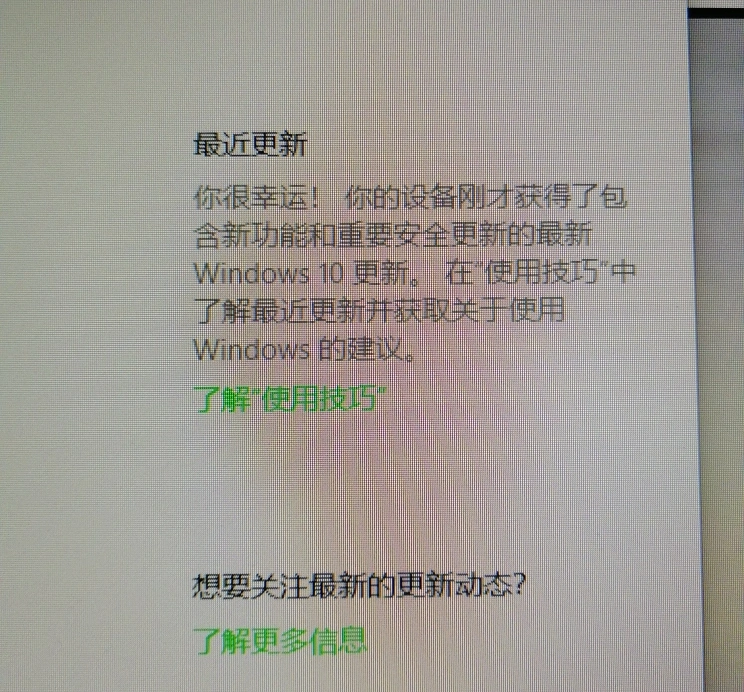 最近更新
你很幸运！ 你的设备刚才获得了包
含新功能和重要安全更新的最新
Windows 10 更新。 在“使用技巧”中
了解最近更新并获取关于使用
Windows 的建议。
了解“使用技巧”
想要关注最新的更新动态?
了解更多信息